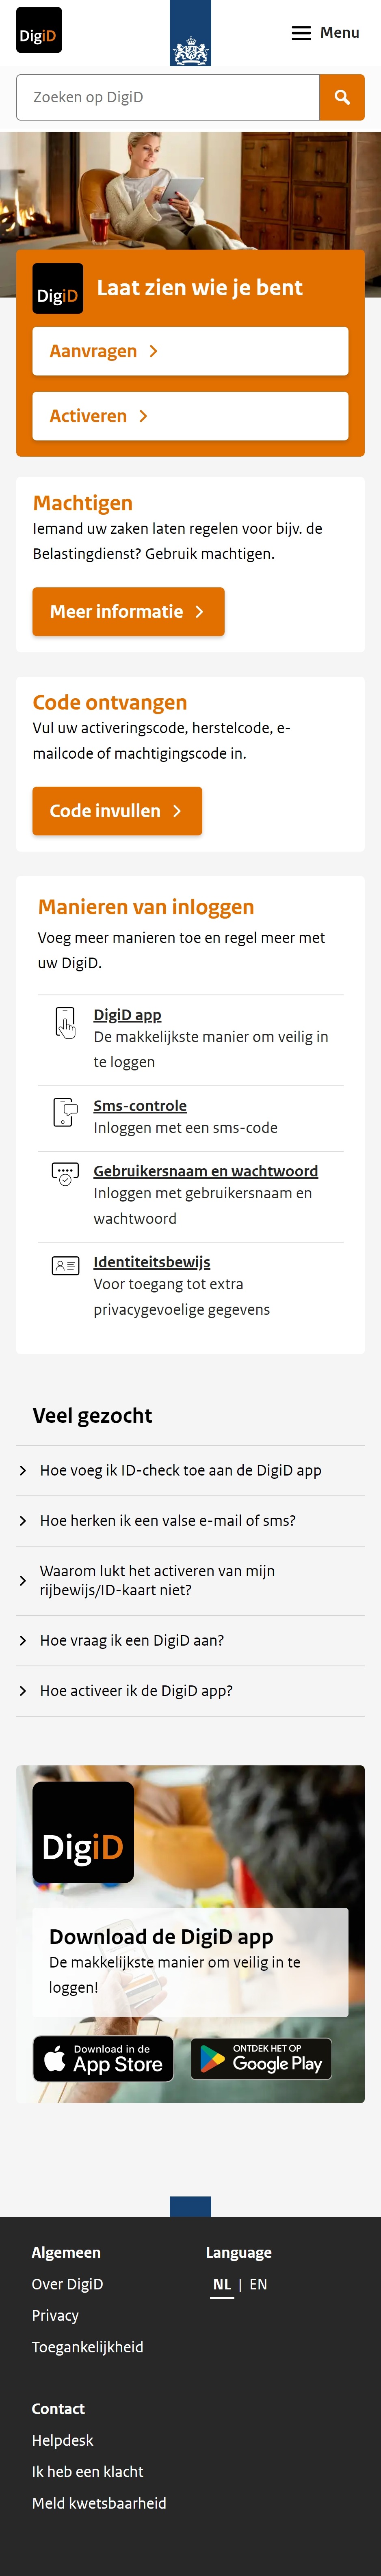 DigiD
Menu
Zoeken op DigiD
DigiD
Laat zien wie je bent
Aanvragen
Activeren
Machtigen
Iemand uw zaken laten regelen voor bijv. de
Belastingdienst? Gebruik machtigen.
Meer informatie
Code ontvangen
Vul uw activeringscode, herstelcode, e-
mailcode of machtigingscode in.
Code invullen
Manieren van inloggen
Voeg meer manieren toe en regel meer met
uw DigiD.
DigiD app
De makkelijkste manier om veilig in
te loggen
Sms-controle
Inloggen met een sms-code
Gebruikersnaam en wachtwoord
Inloggen met gebruikersnaam en
wachtwoord
Identiteitsbewijs
Voor toegang tot extra
privacygevoelige gegevens
Veel gezocht
Hoe voeg ik ID-check toe aan de DigiD app
Hoe herken ik een valse e-mail of sms?
Waarom lukt het activeren van mijn
rijbewijs/ID-kaart niet?
Hoe vraag ik een DigiD aan?
Hoe activeer ik de DigiD app?
DigiD
Download de DigiD app
De makkelijkste manier om veilig in te
loggen!
Download in de
App Store
ONTDEK HET OP
Google Play
Algemeen
Over DigiD
Privacy
Toegankelijkheid
Language
NL | EN
Contact
Helpdesk
Ik heb een klacht
Meld kwetsbaarheid